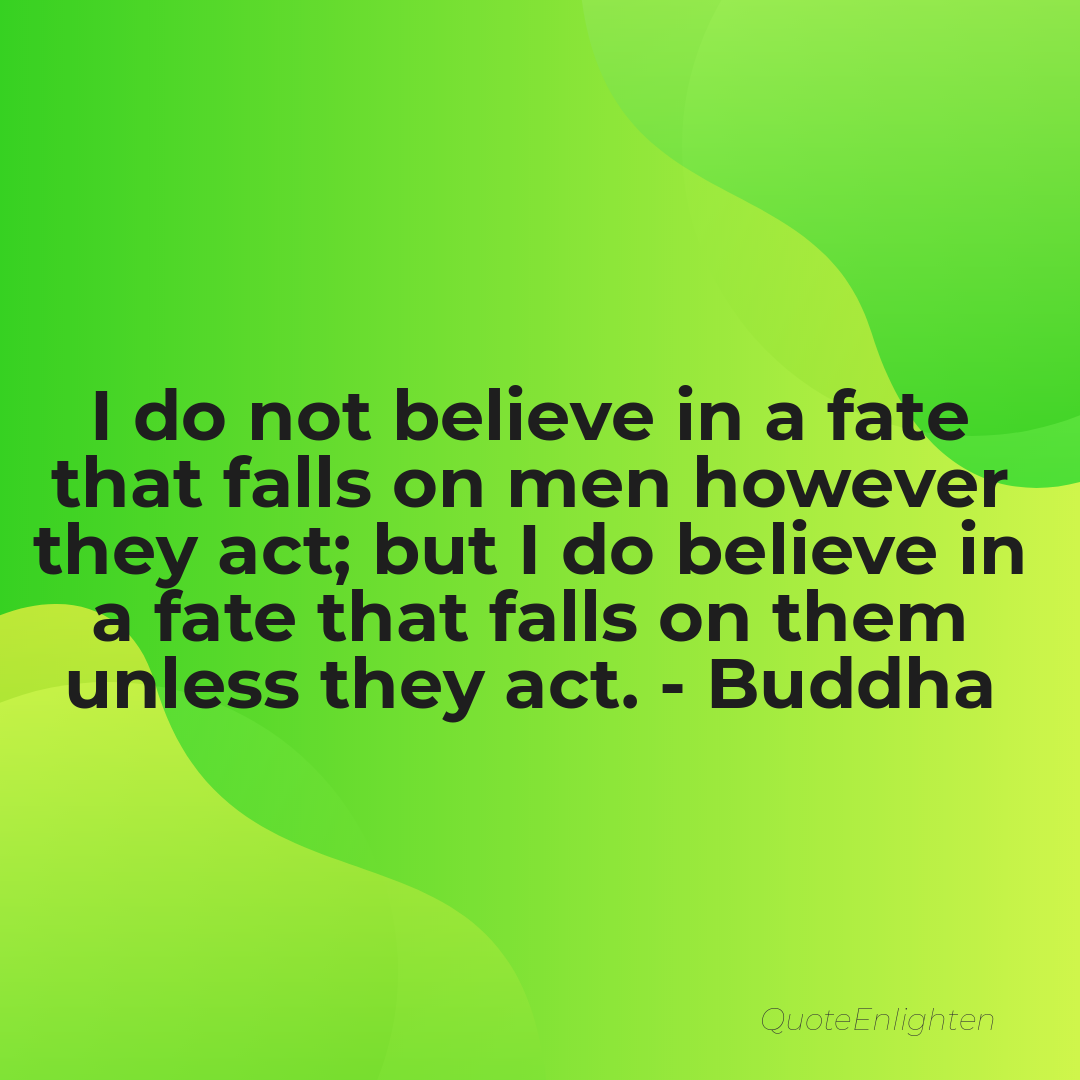 I do not believe in a fate
that falls on men however
they act; but I do believe in
a fate that falls on them
unless they act. - Buddha
QuoteEnlighten